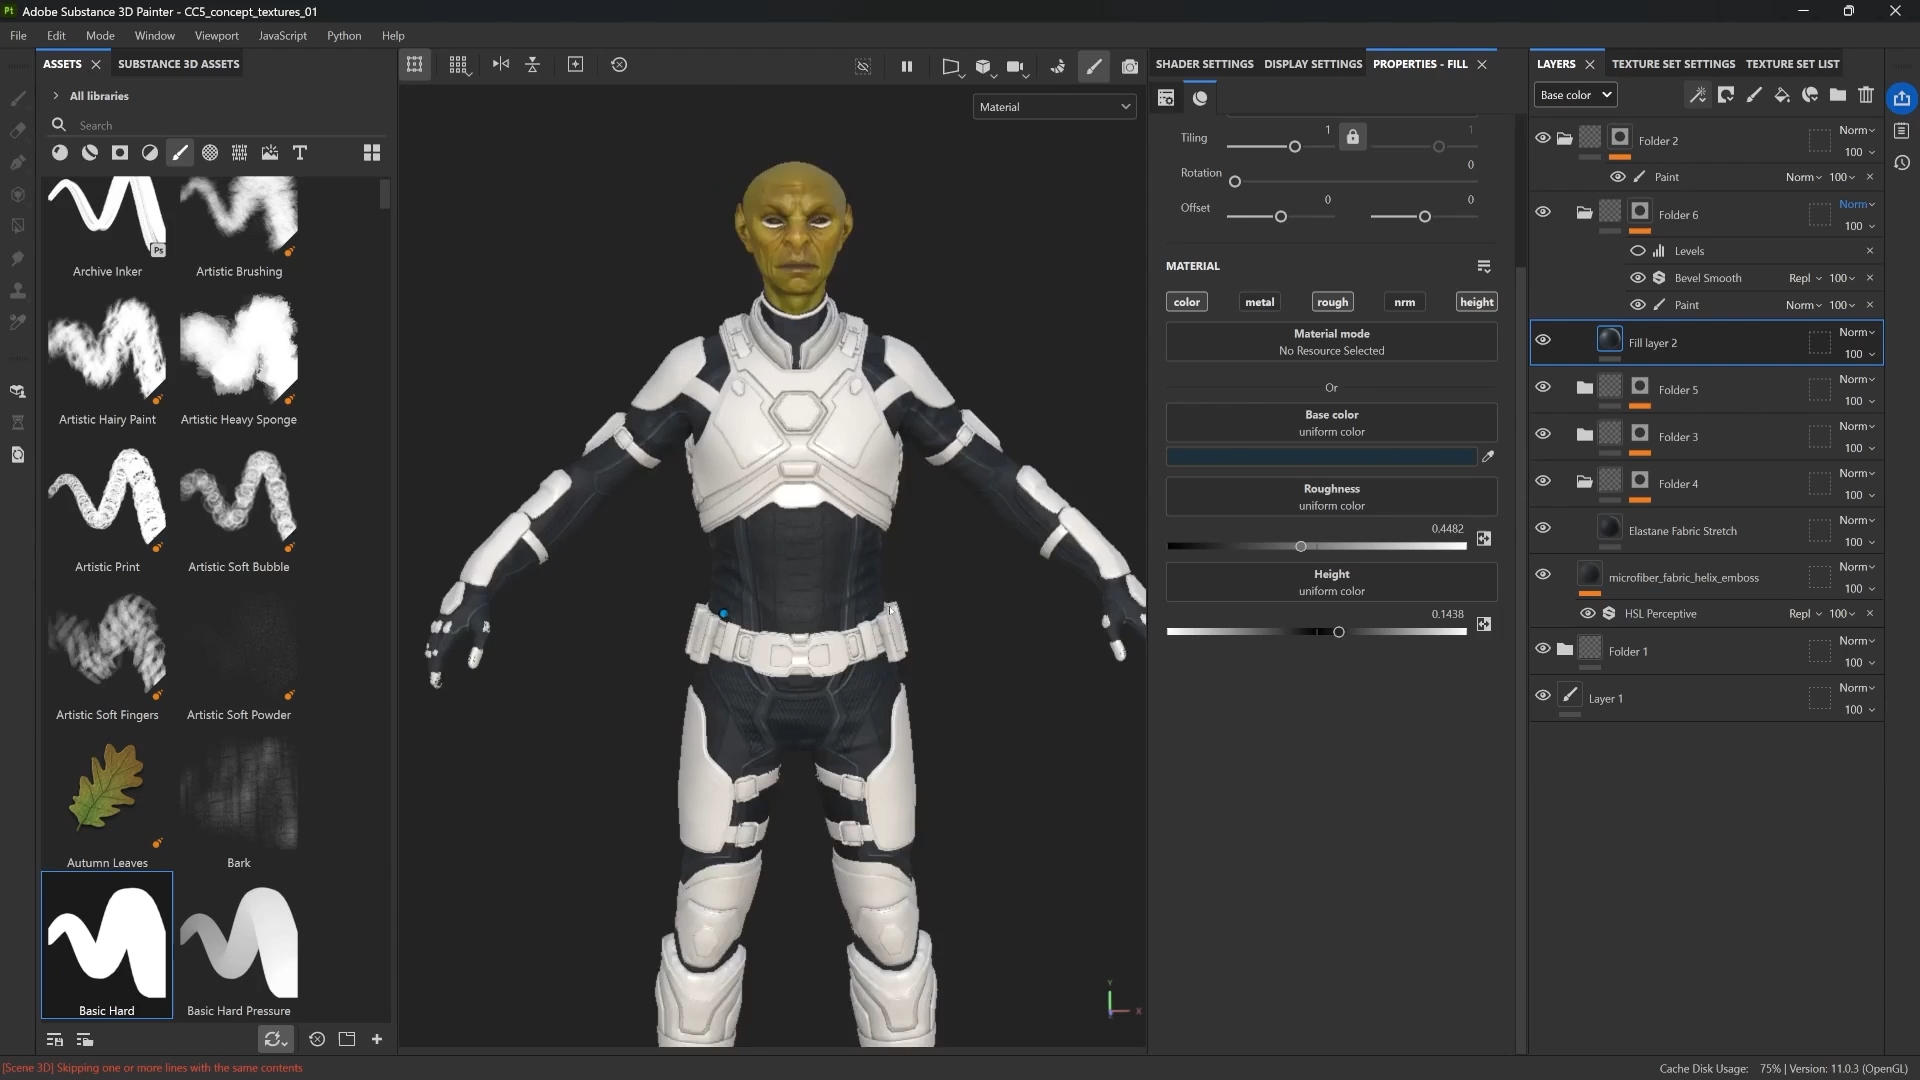 Pt Adobe Substance 3D Painter - CC5_concept_textures_01
File Edit Mode Window Viewport JavaScript Python Help
ASSETS SUBSTANCE 3D ASSETS
All libraries
Search
Archive Inker Artistic Brushing
Ps
Artistic Hairy Paint Artistic Heavy Sponge
Artistic Print Artistic Soft Bubble
Artistic Soft Fingers Artistic Soft Powder
Autumn Leaves Bark
Basic Hard Basic Hard Pressure
[Scene 3D] Skipping one or more lines with the same contents
Material
Y
X
SHADER SETTINGS DISPLAY SETTINGS PROPERTIES - FILL
Tiling 1 1
Rotation 0
Offset 0 0
MATERIAL
color metal rough nrm height
Material mode
No Resource Selected
Or
Base color
uniform color
Roughness
uniform color
0.4482
Height
uniform color
0.1438
LAYERS TEXTURE SET SETTINGS TEXTURE SET LIST
Base color
Folder 2 Norm 100
Paint Norm 100
Folder 6 Norm 100
Levels
Bevel Smooth Repl 100
Paint Norm 100
Fill layer 2 Norm 100
Folder 5 Norm 100
Folder 3 Norm 100
Folder 4 Norm 100
Elastane Fabric Stretch Norm 100
microfiber_fabric_helix_emboss Norm 100
HSL Perceptive Repl 100
Folder 1 Norm 100
Layer 1 Norm 100
Cache Disk Usage: 75% | Version: 11.0.3 (OpenGL)